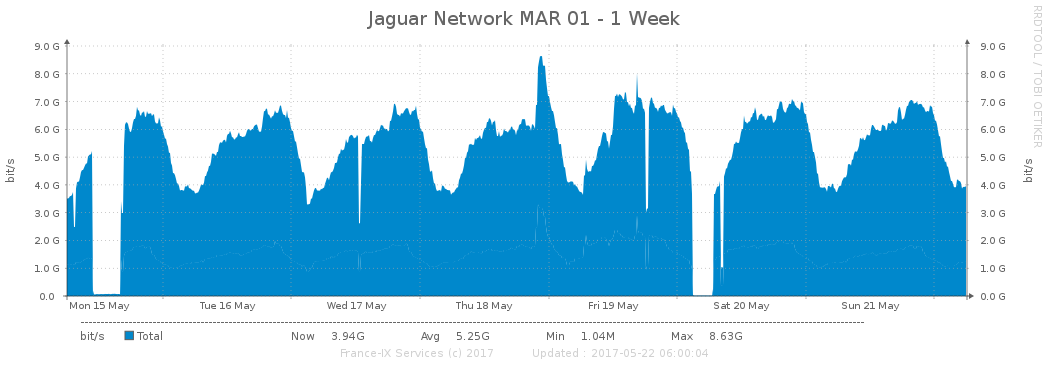 Jaguar Network MAR 01 - 1 Week
RRDTOOL / TOBI OETIKER
9.0 G 9.0 G
8.0 G 8.0 G
7.0 G 7.0 G
6.0 G 6.0 G
5.0 G 5.0 G
4.0 G 4.0 G
3.0 G 3.0 G
2.0 G 2.0 G
1.0 G 1.0 G
0.0 0.0 G
bit/s bit/s
Mon 15 May Tue 16 May Wed 17 May Thu 18 May Fri 19 May Sat 20 May Sun 21 May
bit/s Total Now 3.94G Avg 5.25G Min 1.04M Max 8.63G
France-IX Services (c) 2017 Updated : 2017-05-22 06:00:04